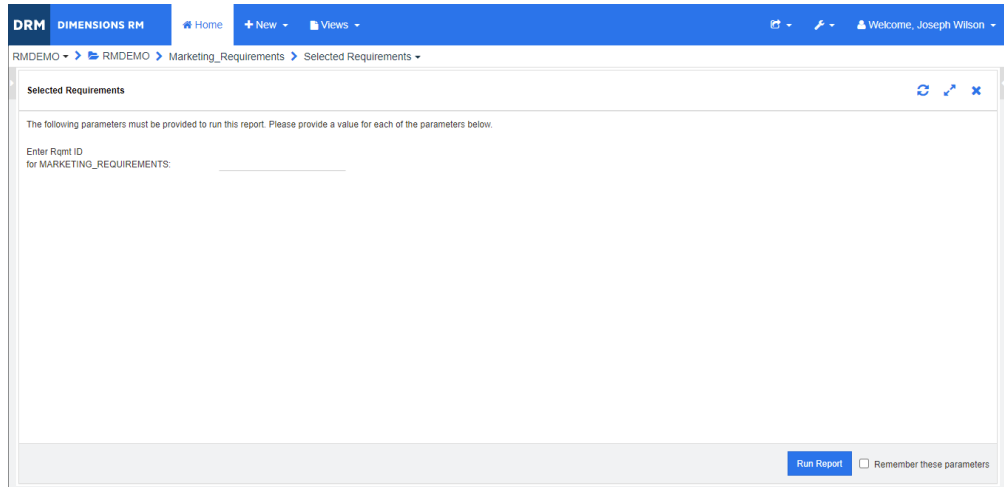 DRM DIMENSIONS RM Home New Views Welcome, Joseph Wilson
RMDEMO RMDEMO Marketing_Requirements Selected Requirements
Selected Requirements
The following parameters must be provided to run this report. Please provide a value for each of the parameters below.
Enter Rqmt ID
for MARKETING_REQUIREMENTS:
Run Report Remember these parameters